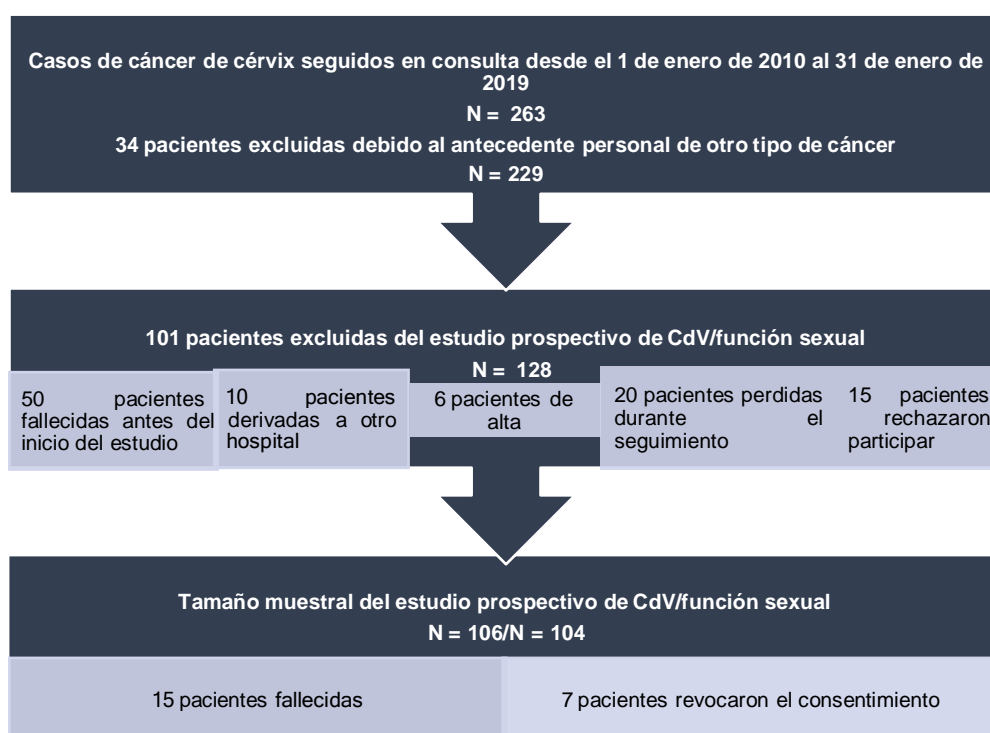 Casos de cáncer de cérvix seguidos en consulta desde el 1 de enero de 2010 al 31 de enero de
2019
N = 263
34 pacientes excluidas debido al antecedente personal de otro tipo de cáncer
N = 229
101 pacientes excluidas del estudio prospectivo de CdV/función sexual
N = 128
50 pacientes
fallecidas antes del
inicio del estudio
10 pacientes
derivadas a otro
hospital
6 pacientes de
alta
20 pacientes perdidas
durante el
seguimiento
15 pacientes
rechazaron
participar
Tamaño muestral del estudio prospectivo de CdV/función sexual
N = 106/N = 104
15 pacientes fallecidas
7 pacientes revocaron el consentimiento